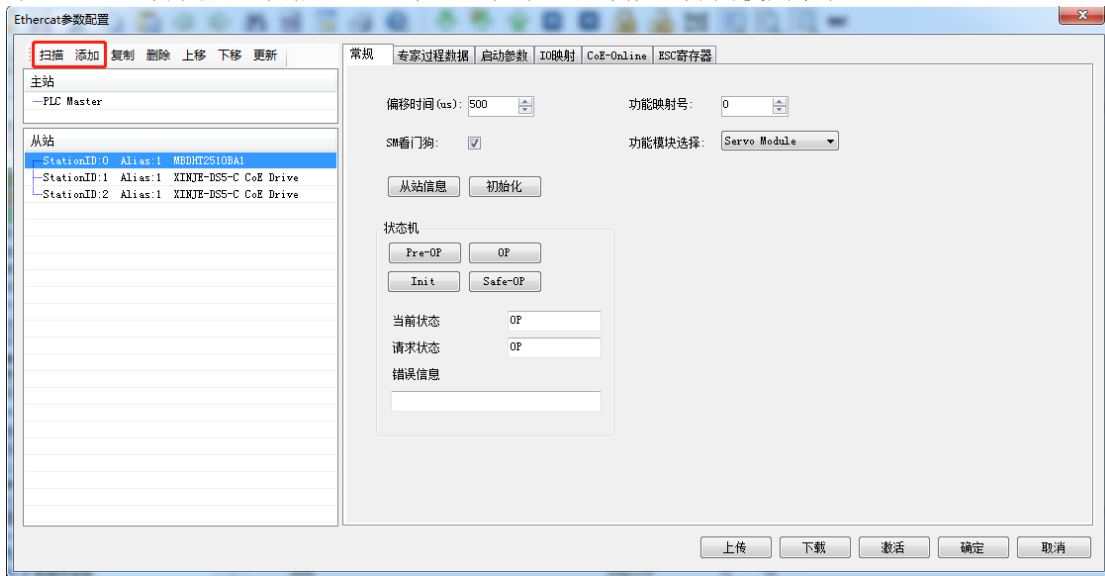 Ethercat参数配置
扫描 添加 复制 删除 上移 下移 更新
主站
PLC Master
从站
StationID:0 Alias:1 MBDHT2510BA1
StationID:1 Alias:1 XINJE-DS5-C CoE Drive
StationID:2 Alias:1 XINJE-DS5-C CoE Drive
常规 专家过程数据 启动参数 IO映射 CoE-Online ESC寄存器
偏移时间(us): 500 功能映射号: 0
SM看门狗: 功能模块选择: Servo Module
从站信息 初始化
状态机
Pre-OP OP
Init Safe-OP
当前状态 OP
请求状态 OP
错误信息
上传 下载 激活 确定 取消